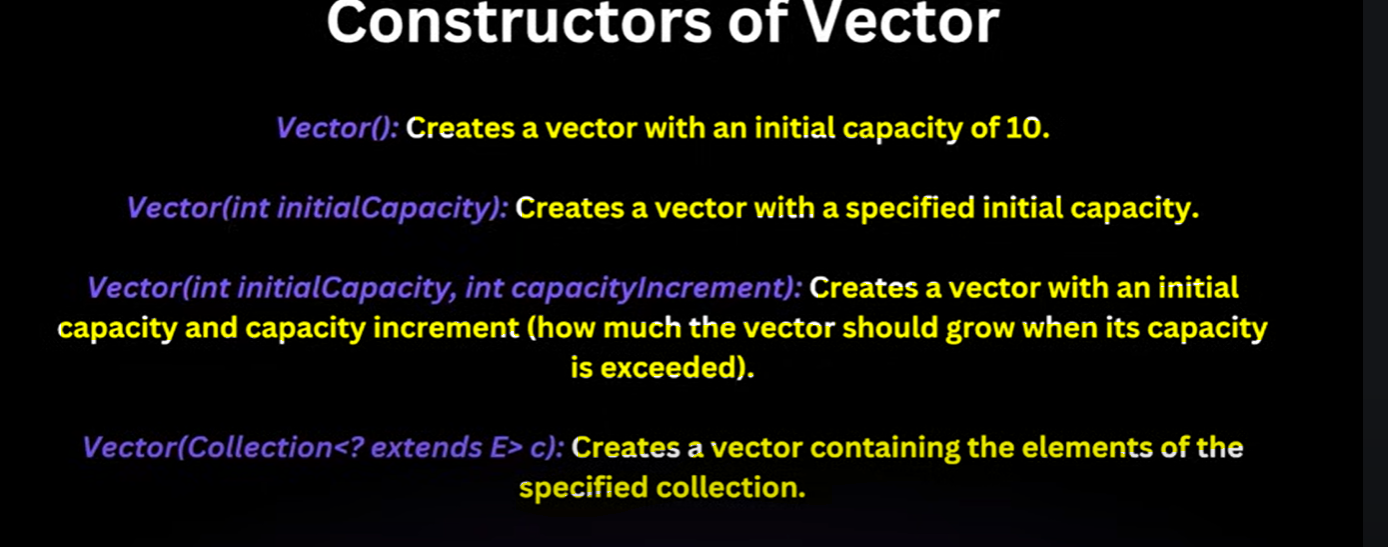 Constructors of Vector
Vector(): Creates a vector with an initial capacity of 10.
Vector(int initialCapacity): Creates a vector with a specified initial capacity.
Vector(int initialCapacity, int capacityIncrement): Creates a vector with an initial
capacity and capacity increment (how much the vector should grow when its capacity
is exceeded).
Vector(Collection<? extends E> c): Creates a vector containing the elements of the
specified collection.